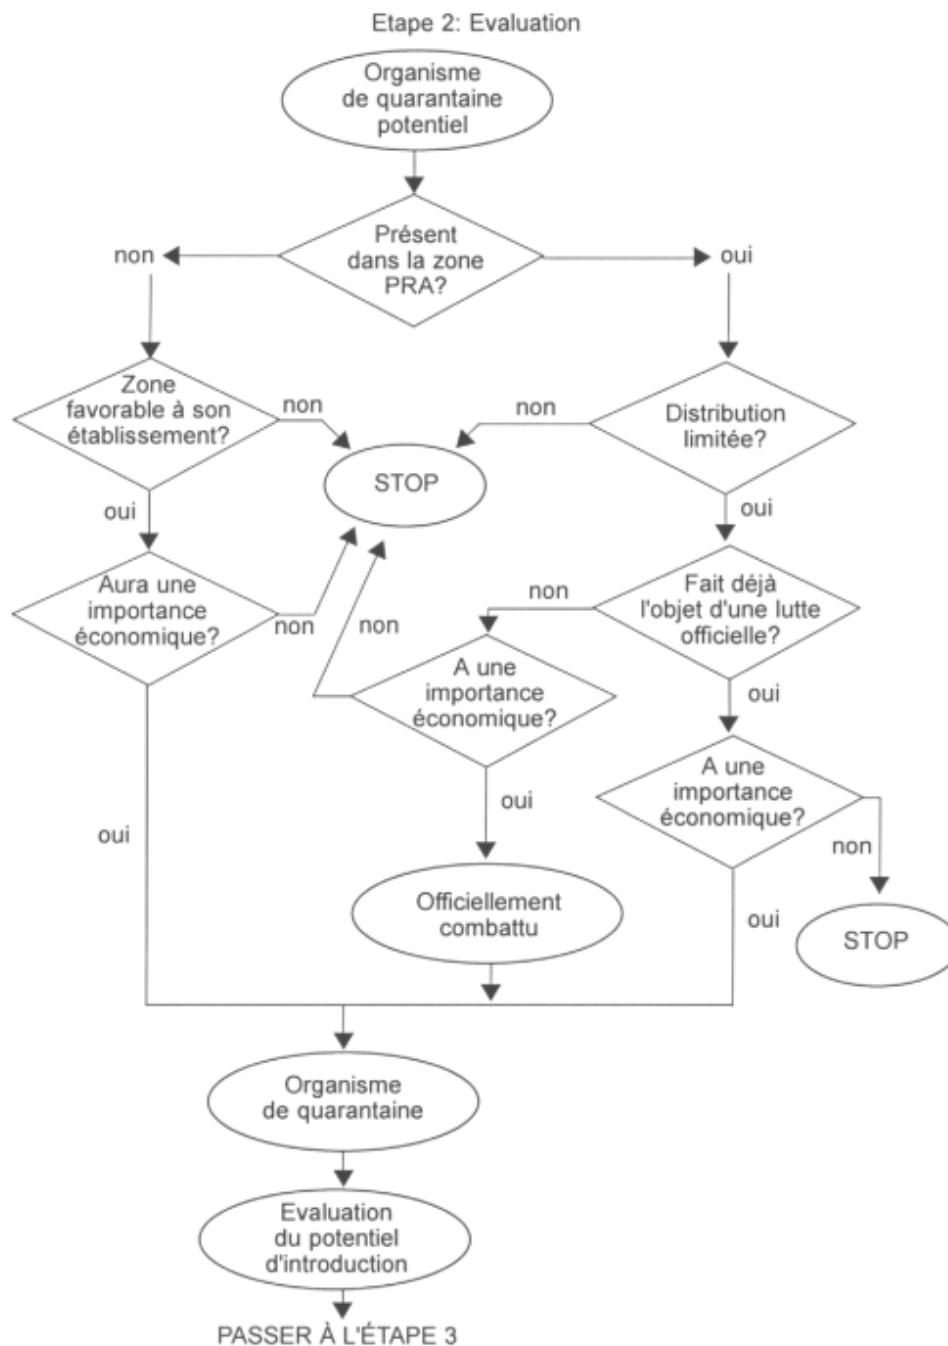 Etape 2: Evaluation
Organisme
de quarantaine
potentiel
Présent
dans la zone
PRA?
non
oui
Zone
favorable à son
établissement?
non
non
Distribution
limitée?
STOP
oui
oui
Aura une
importance
économique?
non
non
non
Fait déjà
l'objet d'une lutte
officielle?
A une
importance
économique?
oui
A une
importance
économique?
oui
oui
non
Officiellement
combattu
oui
STOP
Organisme
de quarantaine
Evaluation
du potentiel
d'introduction
PASSER À L'ÉTAPE 3